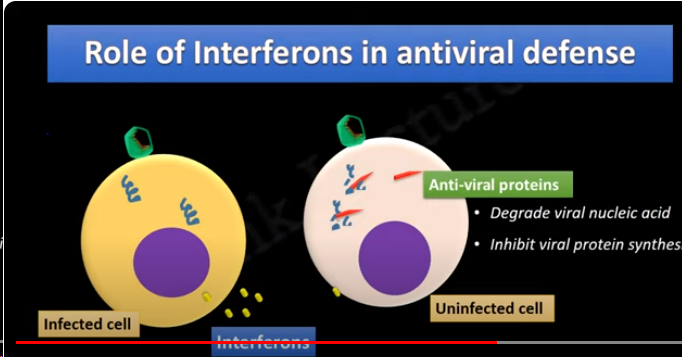 Role of Interferons in antiviral defense
Anti-viral proteins
• Degrade viral nucleic acid
• Inhibit viral protein synthes
Uninfected cell
Infected cell
Interferons